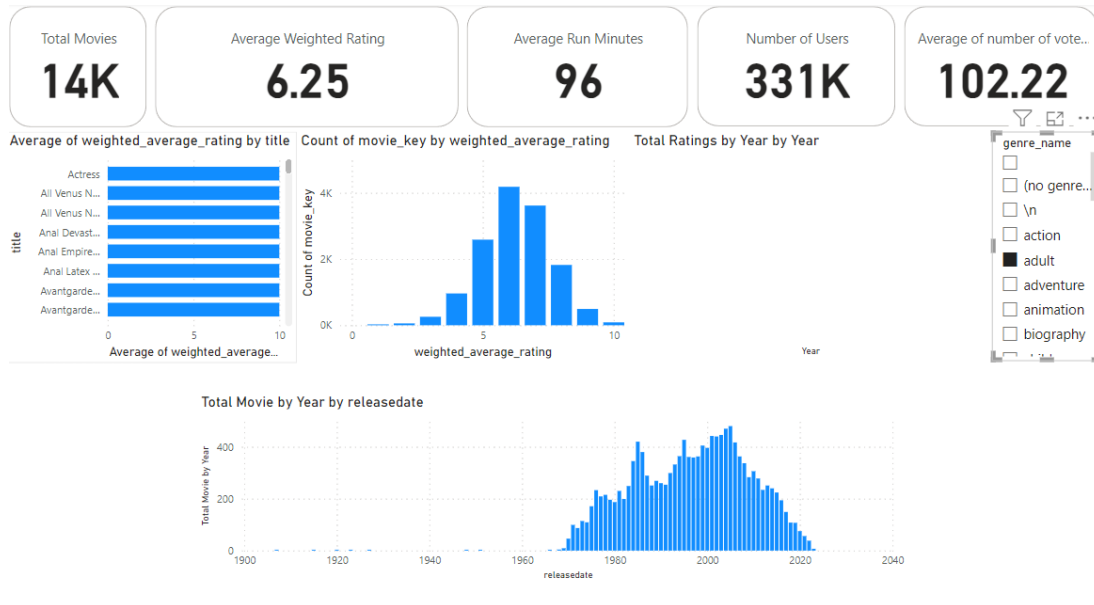 Total Movies
14K
Average Weighted Rating
6.25
Average Run Minutes
96
Number of Users
331K
Average of number of vote...
102.22
Average of weighted_average_rating by title
title
Actress
All Venus N...
All Venus N...
Anal Devast...
Anal Empire...
Anal Latex ...
Avantgarde...
Avantgarde...
0 5 10
Average of weighted_average...
Count of movie_key by weighted_average_rating
Count of movie_key
4K
2K
0K
0 5 10
weighted_average_rating
Total Ratings by Year by Year
Year
genre_name
(no genre...
\n
action
adult
adventure
animation
biography
Total Movie by Year by releasedate
Total Movie by Year
400
200
0
1900 1920 1940 1960 1980 2000 2020 2040
releasedate